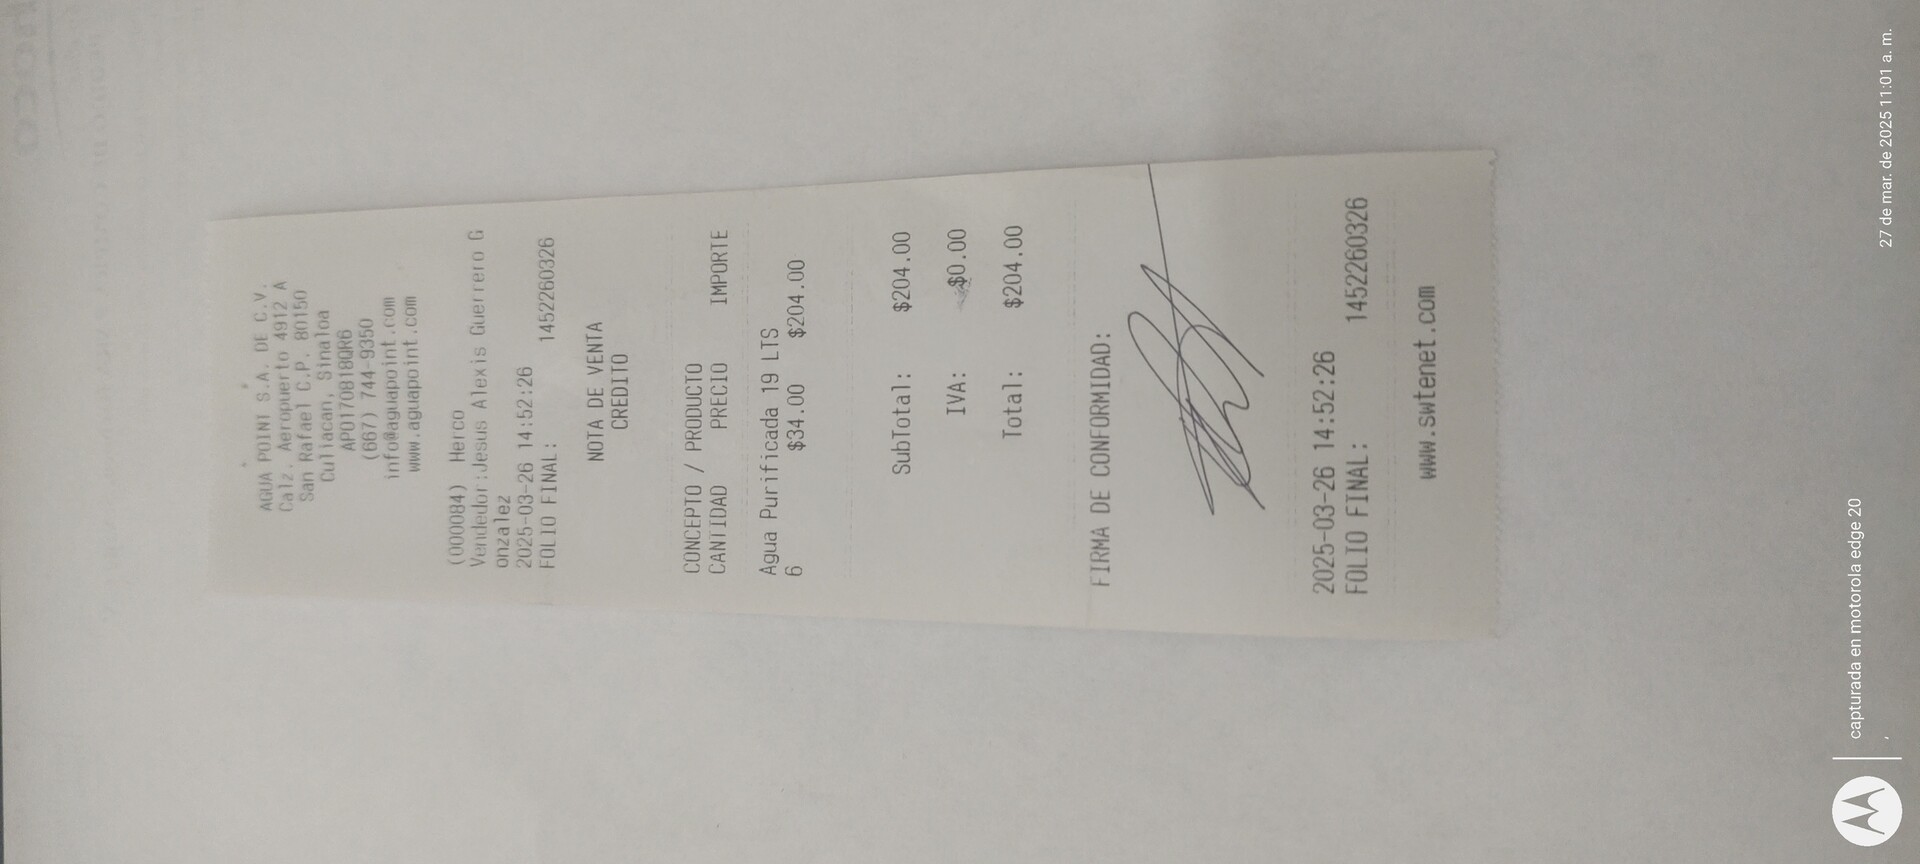 AGUA POINT S.A. DE C.V.
Calz. Aeropuerto 4912 A
San Rafael C.P. 80150
Culiacan, Sinaloa
APO170818QR6
(667) 744-9350
info@aguapoint.com
www.aguapoint.com
(000084) Herco
Vendedor:Jesus Alexis Guerrero G
onzalez
2025-03-26 14:52:26
FOLIO FINAL: 1452260326
NOTA DE VENTA
CREDITO
CONCEPTO / PRODUCTO
CANTIDAD PRECIO IMPORTE
Agua Purificada 19 LTS
6 $34.00 $204.00
SubTotal: $204.00
IVA: $0.00
Total: $204.00
FIRMA DE CONFORMIDAD:
2025-03-26 14:52:26
FOLIO FINAL: 1452260326
www.swtenet.com
capturada en motorola edge 20
27 de mar. de 2025 11:01 a. m.